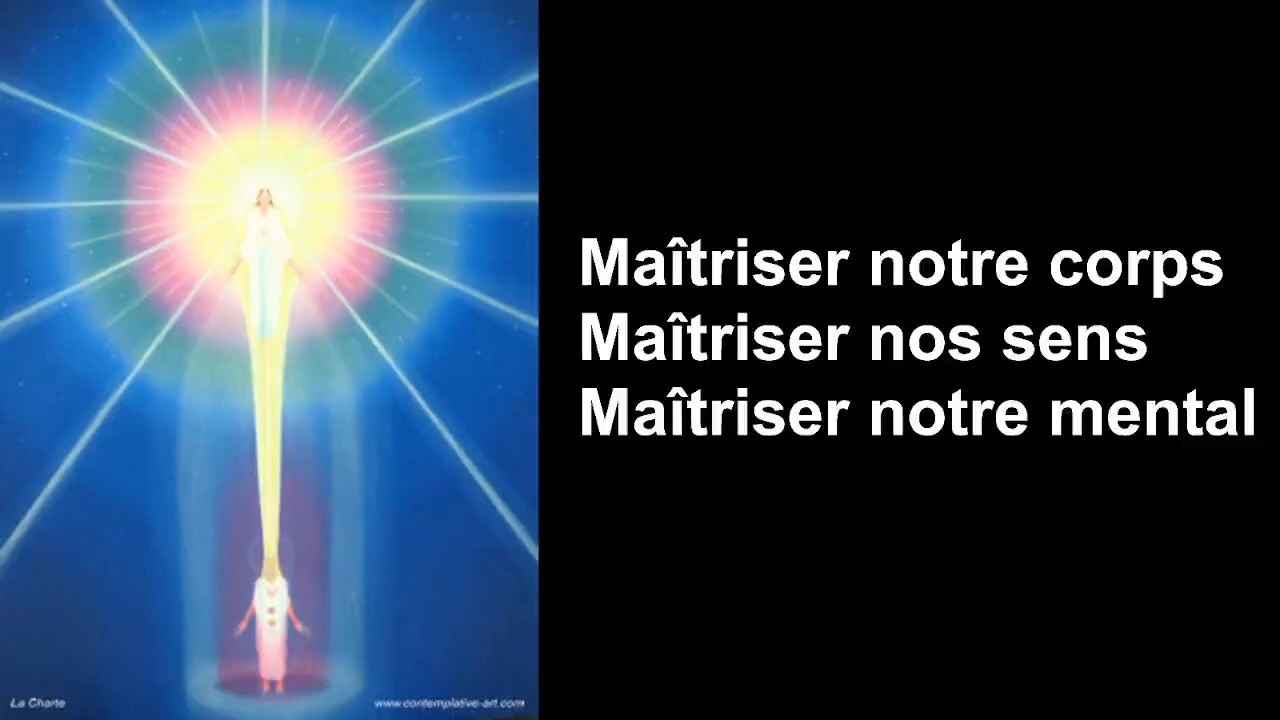 Maîtriser notre corps
Maîtriser nos sens
Maîtriser notre mental
La Charte
www.contemplative-art.com